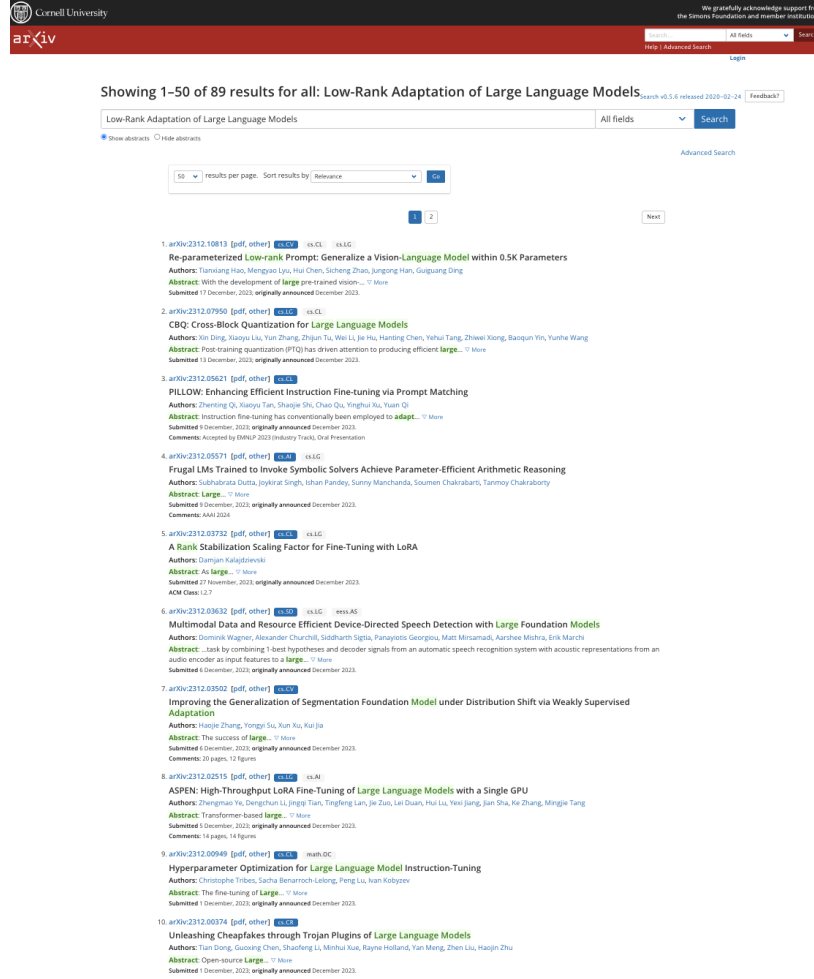 Cornell University
We gratefully acknowledge support fr
the Simons Foundation and member institutio
arXiv
Search...
All fields
Searc
Help | Advanced Search
Login
Showing 1–50 of 89 results for all: Low-Rank Adaptation of Large Language Models
Search v0.5.6 released 2020-02-24
Feedback?
Low-Rank Adaptation of Large Language Models
All fields
Search
Show abstracts
Hide abstracts
Advanced Search
50 results per page. Sort results by Relevance Go
1 2 Next
1. arXiv:2312.10813 [pdf, other] cs.CV cs.CL cs.LG
Re-parameterized Low-rank Prompt: Generalize a Vision-Language Model within 0.5K Parameters
Authors: Tianxiang Hao, Mengyao Lyu, Hui Chen, Sicheng Zhao, Jungong Han, Guiguang Ding
Abstract: With the development of large pre-trained vision-... ▽ More
Submitted 17 December, 2023; originally announced December 2023.
2. arXiv:2312.07950 [pdf, other] cs.LG cs.CL
CBQ: Cross-Block Quantization for Large Language Models
Authors: Xin Ding, Xiaoyu Liu, Yun Zhang, Zhijun Tu, Wei Li, Jie Hu, Hanting Chen, Yehui Tang, Zhiwei Xiong, Baoqun Yin, Yunhe Wang
Abstract: Post-training quantization (PTQ) has driven attention to producing efficient large... ▽ More
Submitted 13 December, 2023; originally announced December 2023.
3. arXiv:2312.05621 [pdf, other] cs.CL
PILLOW: Enhancing Efficient Instruction Fine-tuning via Prompt Matching
Authors: Zhenting Qi, Xiaoyu Tan, Shaojie Shi, Chao Qu, Yinghui Xu, Yuan Qi
Abstract: Instruction fine-tuning has conventionally been employed to adapt... ▽ More
Submitted 9 December, 2023; originally announced December 2023.
Comments: Accepted by EMNLP 2023 (Industry Track), Oral Presentation
4. arXiv:2312.05571 [pdf, other] cs.AI cs.LG
Frugal LMs Trained to Invoke Symbolic Solvers Achieve Parameter-Efficient Arithmetic Reasoning
Authors: Subhabrata Dutta, Joykirat Singh, Ishan Pandey, Sunny Manchanda, Soumen Chakrabarti, Tanmoy Chakraborty
Abstract: Large... ▽ More
Submitted 9 December, 2023; originally announced December 2023.
Comments: AAAI 2024
5. arXiv:2312.03732 [pdf, other] cs.CL cs.LG
A Rank Stabilization Scaling Factor for Fine-Tuning with LoRA
Authors: Damjan Kalajdzievski
Abstract: As large... ▽ More
Submitted 27 November, 2023; originally announced December 2023.
ACM Class: I.2.7
6. arXiv:2312.03632 [pdf, other] cs.SD cs.LG eess.AS
Multimodal Data and Resource Efficient Device-Directed Speech Detection with Large Foundation Models
Authors: Dominik Wagner, Alexander Churchill, Siddharth Sigtia, Panayiotis Georgiou, Matt Mirsamadi, Aarshee Mishra, Erik Marchi
Abstract: ...task by combining 1-best hypotheses and decoder signals from an automatic speech recognition system with acoustic representations from an
audio encoder as input features to a large... ▽ More
Submitted 6 December, 2023; originally announced December 2023.
7. arXiv:2312.03502 [pdf, other] cs.CV
Improving the Generalization of Segmentation Foundation Model under Distribution Shift via Weakly Supervised
Adaptation
Authors: Haojie Zhang, Yongyi Su, Xun Xu, Kui Jia
Abstract: The success of large... ▽ More
Submitted 6 December, 2023; originally announced December 2023.
Comments: 20 pages, 12 figures
8. arXiv:2312.02515 [pdf, other] cs.LG cs.AI
ASPEN: High-Throughput LoRA Fine-Tuning of Large Language Models with a Single GPU
Authors: Zhengmao Ye, Dengchun Li, Jingqi Tian, Tingfeng Lan, Jie Zuo, Lei Duan, Hui Lu, Yexi Jiang, Jian Sha, Ke Zhang, Mingjie Tang
Abstract: Transformer-based large... ▽ More
Submitted 5 December, 2023; originally announced December 2023.
Comments: 14 pages, 14 figures
9. arXiv:2312.00949 [pdf, other] cs.CL math.OC
Hyperparameter Optimization for Large Language Model Instruction-Tuning
Authors: Christophe Tribes, Sacha Benarroch-Lelong, Peng Lu, Ivan Kobyzev
Abstract: The fine-tuning of Large... ▽ More
Submitted 1 December, 2023; originally announced December 2023.
10. arXiv:2312.00374 [pdf, other] cs.CR
Unleashing Cheapfakes through Trojan Plugins of Large Language Models
Authors: Tian Dong, Guoxing Chen, Shaofeng Li, Minhui Xue, Rayne Holland, Yan Meng, Zhen Liu, Haojin Zhu
Abstract: Open-source Large... ▽ More
Submitted 1 December, 2023; originally announced December 2023.